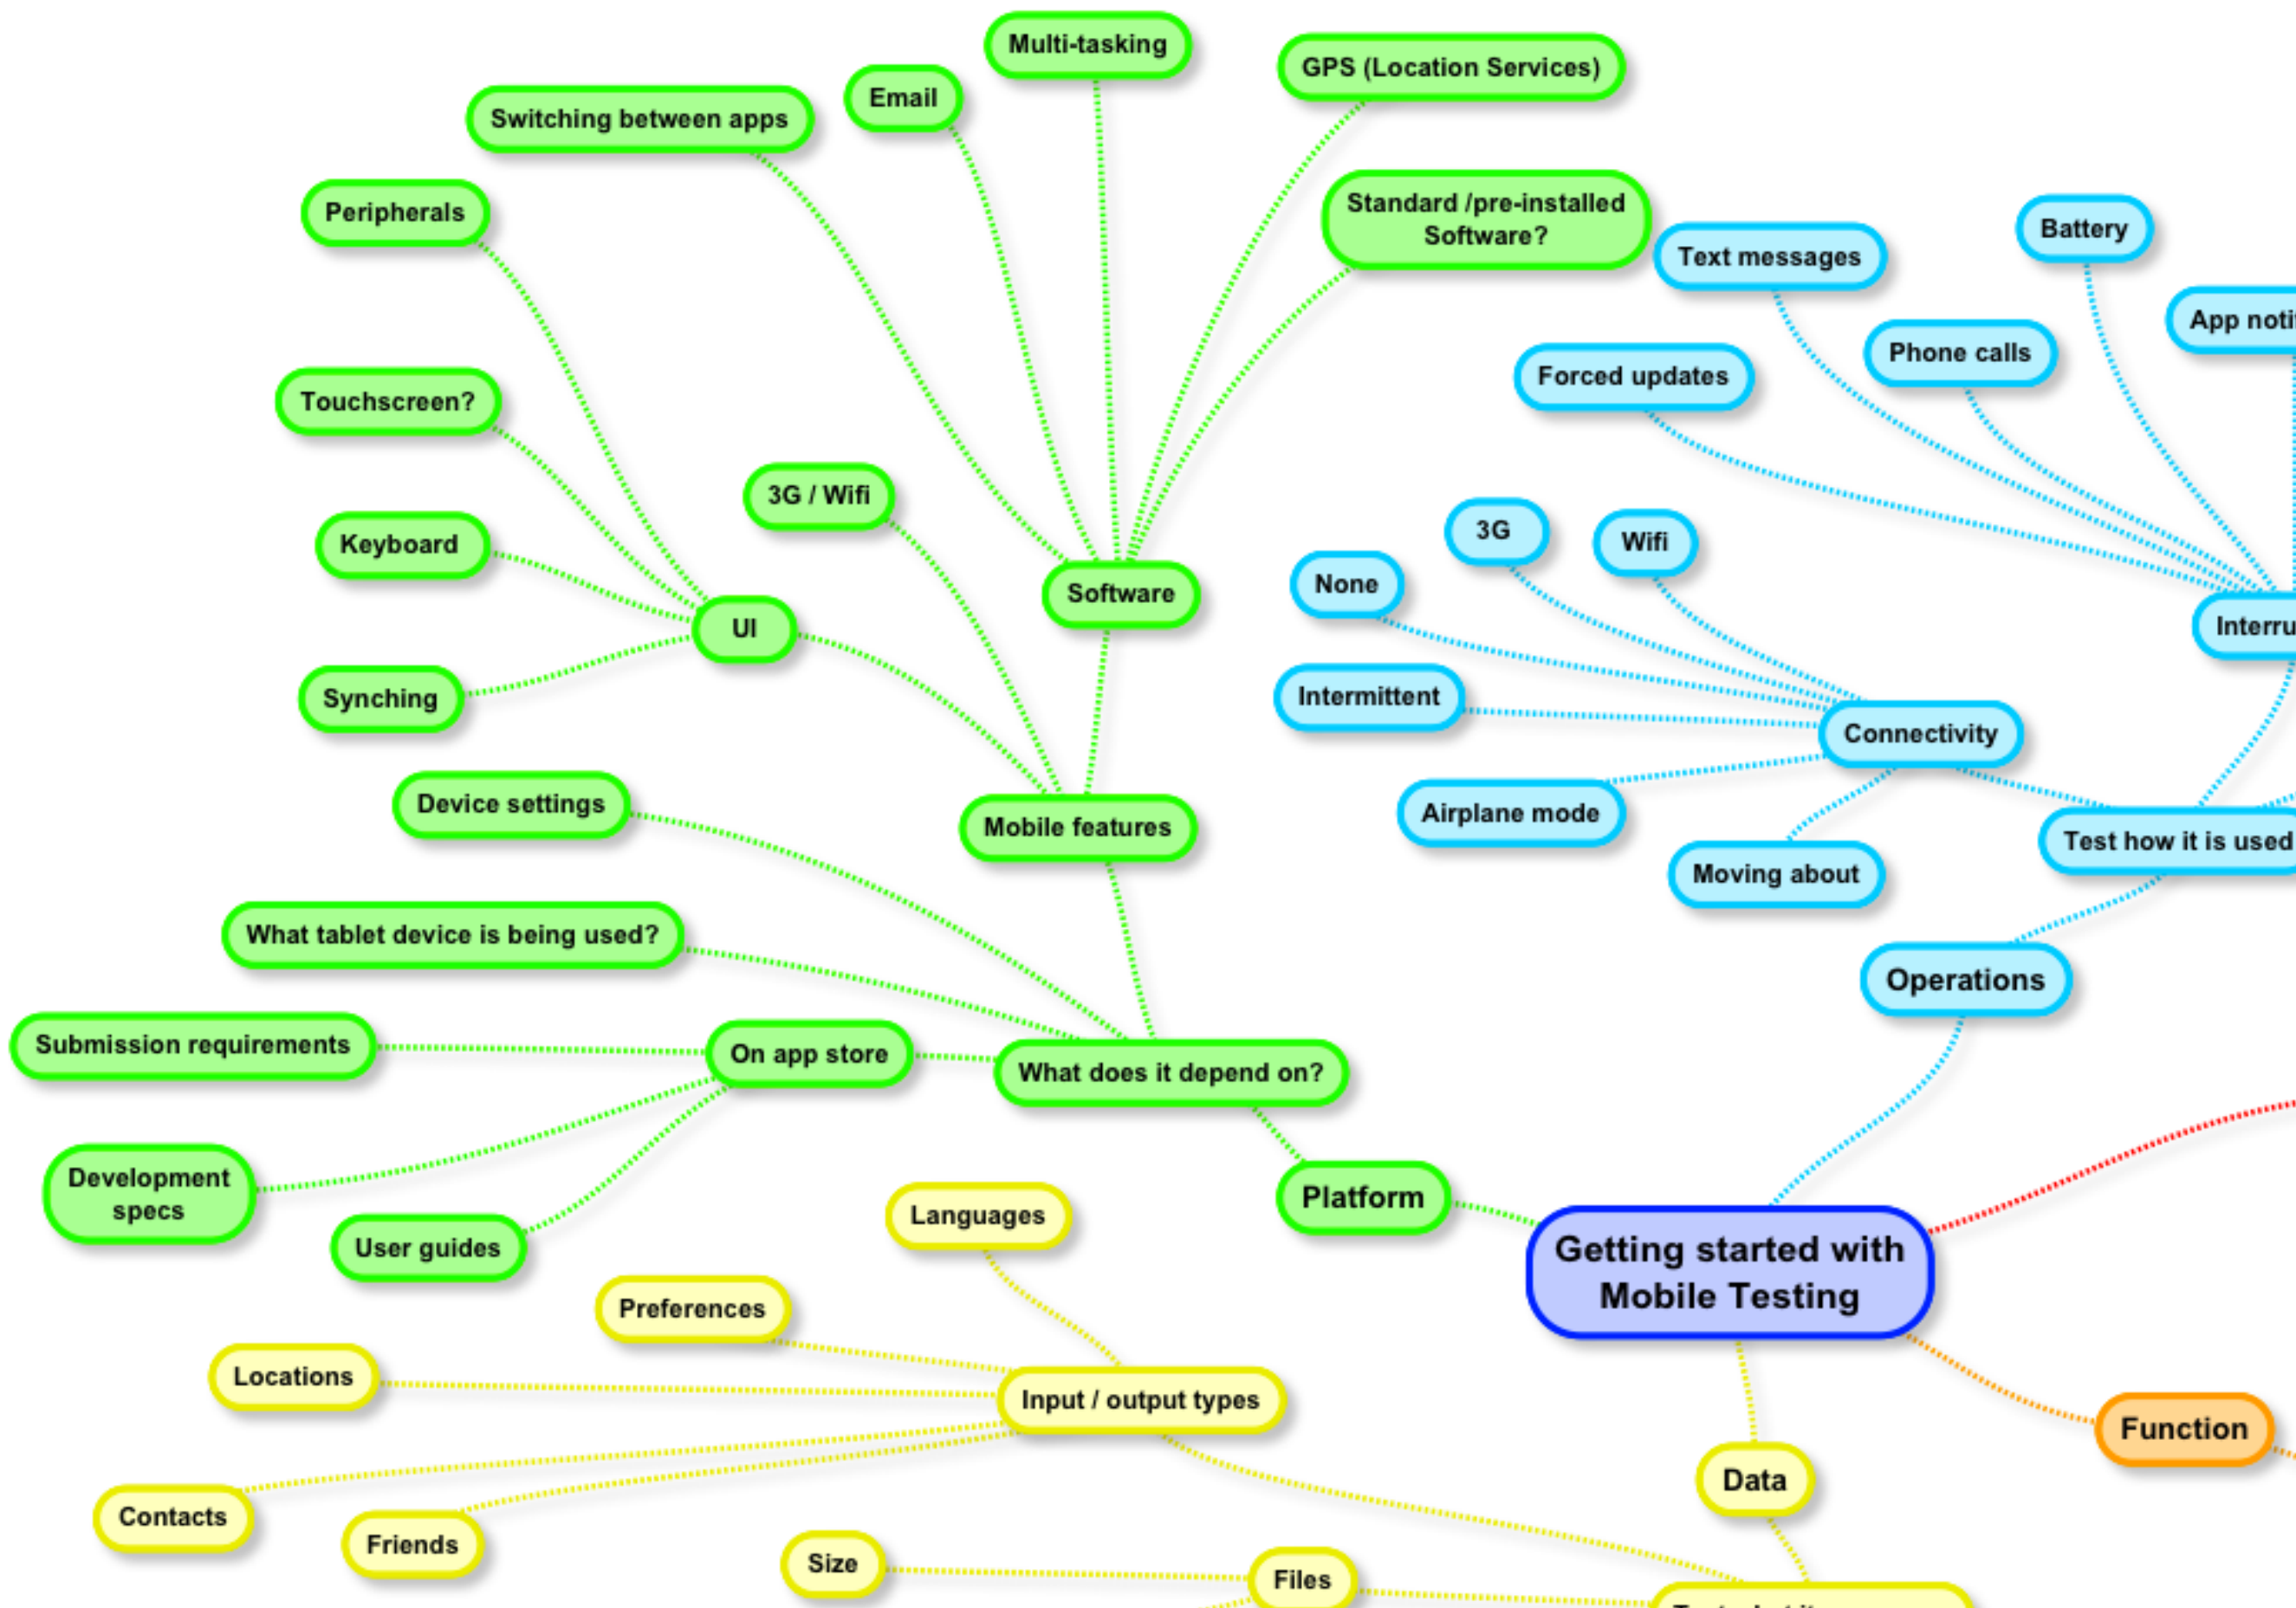 Multi-tasking
GPS (Location Services)
Email
Switching between apps
Peripherals
Standard /pre-installed
Software?
Text messages
Battery
App noti
Phone calls
Forced updates
Touchscreen?
3G / Wifi
Keyboard
3G
Wifi
None
Software
UI
Interru
Synching
Intermittent
Connectivity
Device settings
Mobile features
Airplane mode
Test how it is used
Moving about
What tablet device is being used?
Operations
Submission requirements
On app store
What does it depend on?
Development
specs
Platform
Languages
User guides
Getting started with
Mobile Testing
Preferences
Locations
Input / output types
Function
Data
Contacts
Friends
Size
Files